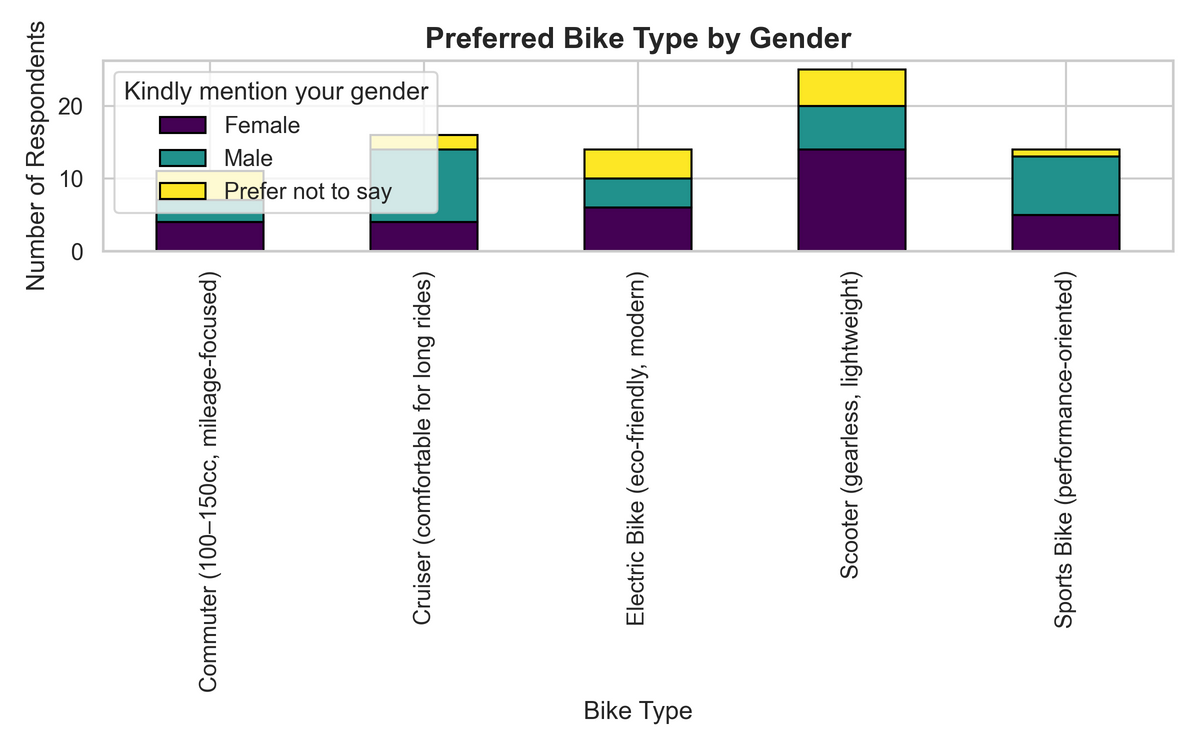 Preferred Bike Type by Gender
Number of Respondents
20
10
0
Kindly mention your gender
Female
Male
Prefer not to say
Commuter (100–150cc, mileage-focused)
Cruiser (comfortable for long rides)
Electric Bike (eco-friendly, modern)
Scooter (gearless, lightweight)
Sports Bike (performance-oriented)
Bike Type